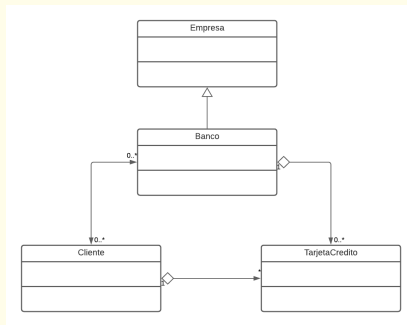 Empresa
Banco
0..*
1
0..*
0..*
Cliente
TarjetaCredito
1
*